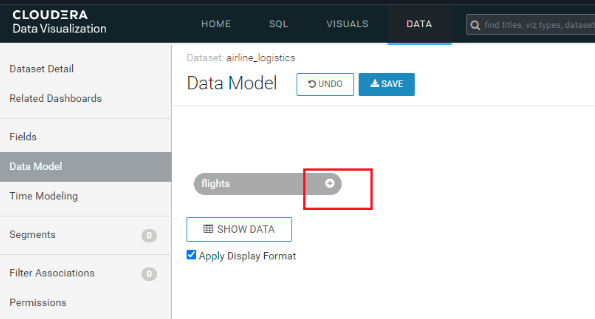 CLOUDERA
Data Visualization
HOME SQL VISUALS DATA
find titles, viz types, dataset
Dataset Detail
Related Dashboards
Fields
Data Model
Time Modeling
Segments 0
Filter Associations 0
Permissions
Dataset: airline_logistics
Data Model UNDO SAVE
flights
SHOW DATA
Apply Display Format